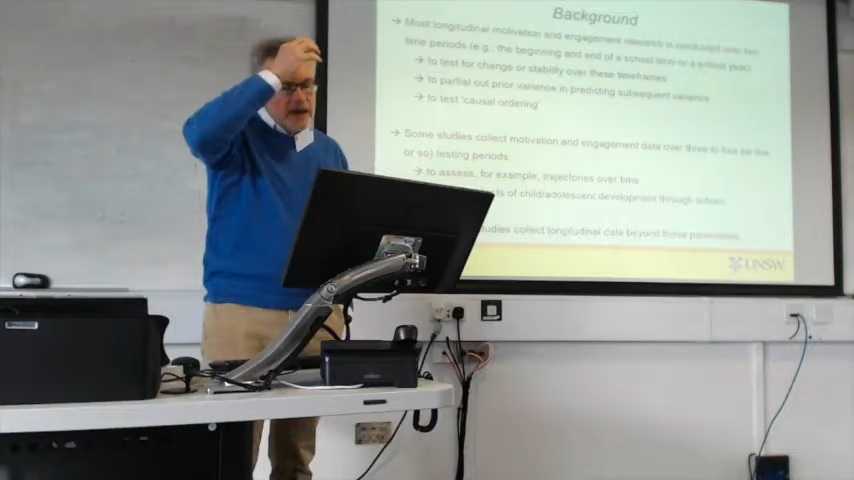 Background
→ Most longitudinal motivation and engagement research is conducted over two
time periods (e.g., the beginning and end of a school term or a school year)
→ to test for change or stability over these timeframes
→ to partial out prior variance in predicting subsequent variance
→ to test 'causal ordering'
→ Some studies collect motivation and engagement data over three to four (or five
or so) testing periods
→ to assess, for example, trajectories over time
of child/adolescent development through school
studies collect longitudinal data beyond these parameters
UNSW